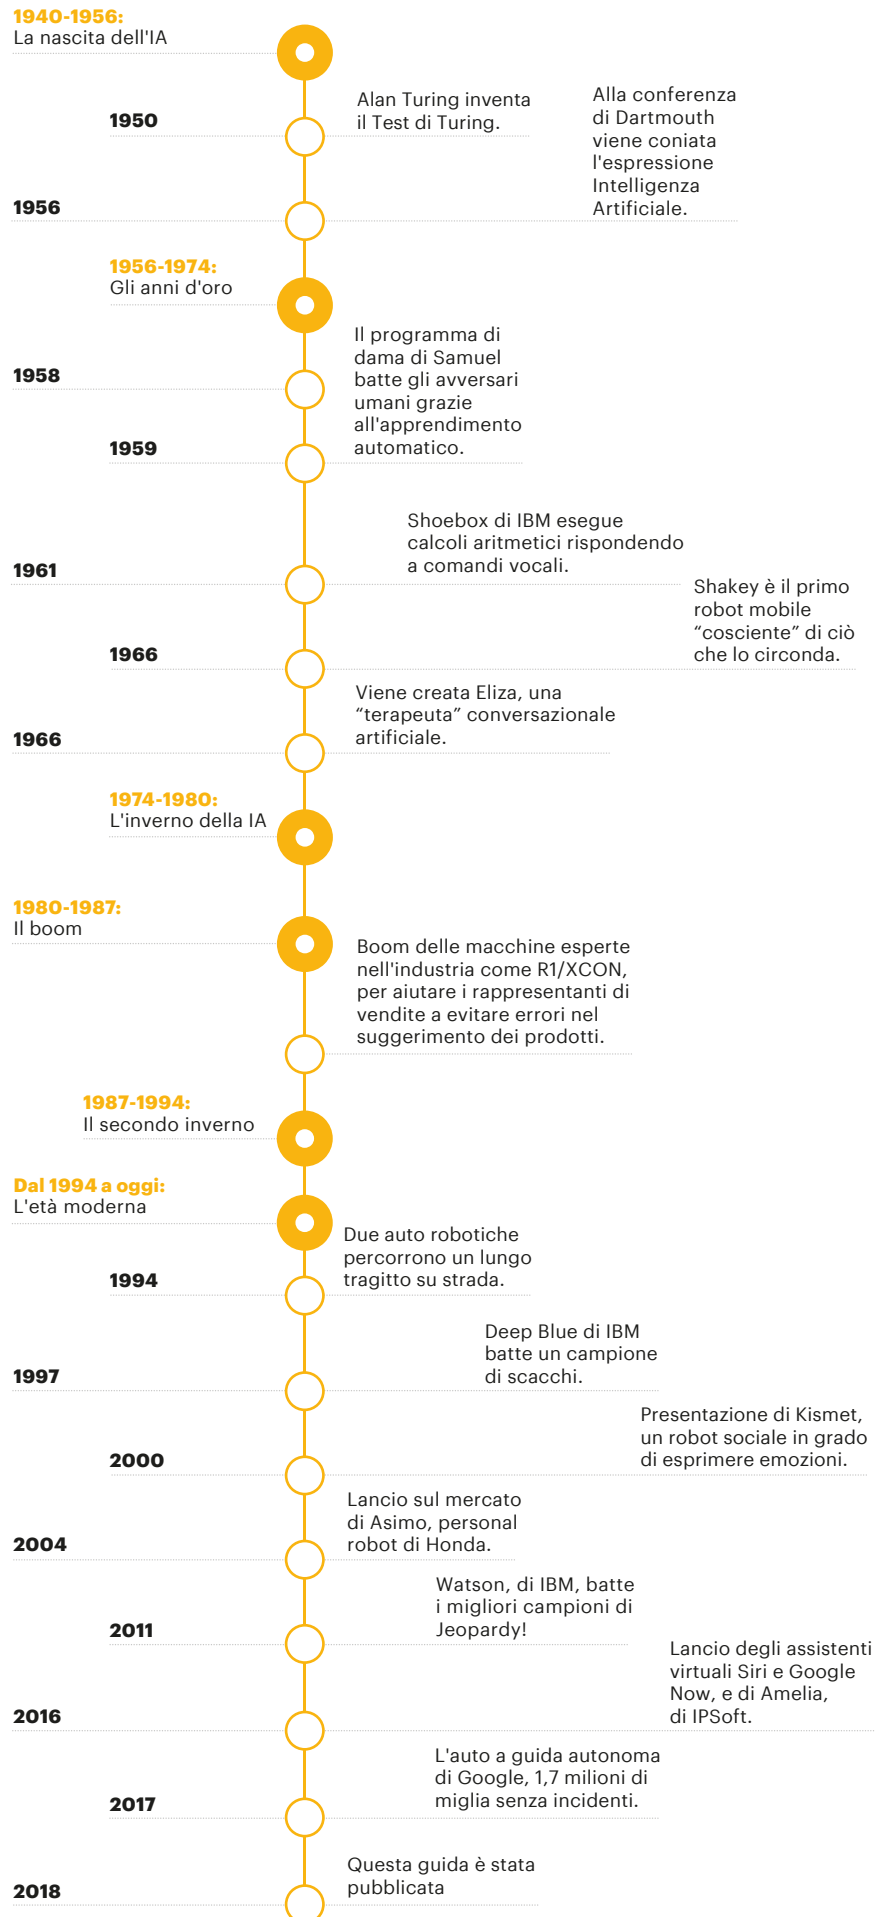 1940-1956:
La nascita dell'IA
1950
Alan Turing inventa
il Test di Turing.
1956
Alla conferenza
di Dartmouth
viene coniata
l'espressione
Intelligenza
Artificiale.
1956-1974:
Gli anni d'oro
1958
1959
Il programma di
dama di Samuel
batte gli avversari
umani grazie
all'apprendimento
automatico.
1961
Shoebox di IBM esegue
calcoli aritmetici rispondendo
a comandi vocali.
1966
Shakey è il primo
robot mobile
“cosciente” di ciò
che lo circonda.
1966
Viene creata Eliza, una
“terapeuta” conversazionale
artificiale.
1974-1980:
L'inverno della IA
1980-1987:
Il boom
Boom delle macchine esperte
nell'industria come R1/XCON,
per aiutare i rappresentanti di
vendite a evitare errori nel
suggerimento dei prodotti.
1987-1994:
Il secondo inverno
Dal 1994 a oggi:
L'età moderna
1994
Due auto robotiche
percorrono un lungo
tragitto su strada.
1997
Deep Blue di IBM
batte un campione
di scacchi.
2000
Presentazione di Kismet,
un robot sociale in grado
di esprimere emozioni.
2004
Lancio sul mercato
di Asimo, personal
robot di Honda.
2011
Watson, di IBM, batte
i migliori campioni di
Jeopardy!
2016
Lancio degli assistenti
virtuali Siri e Google
Now, e di Amelia,
di IPSoft.
2017
L'auto a guida autonoma
di Google, 1,7 milioni di
miglia senza incidenti.
2018
Questa guida è stata
pubblicata